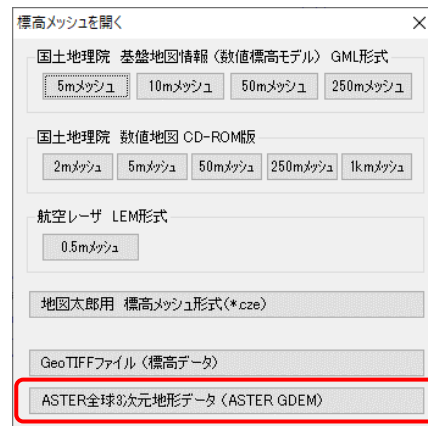 標高メッシュを開く
国土地理院 基盤地図情報（数値標高モデル） GML形式
5mメッシュ 10mメッシュ 50mメッシュ 250mメッシュ
国土地理院 数値地図 CD-ROM版
2mメッシュ 5mメッシュ 50mメッシュ 250mメッシュ 1kmメッシュ
航空レーザ LEM形式
0.5mメッシュ
地図太郎用 標高メッシュ形式(*.cze)
GeoTIFFファイル（標高データ）
ASTER全球3次元地形データ（ASTER GDEM）